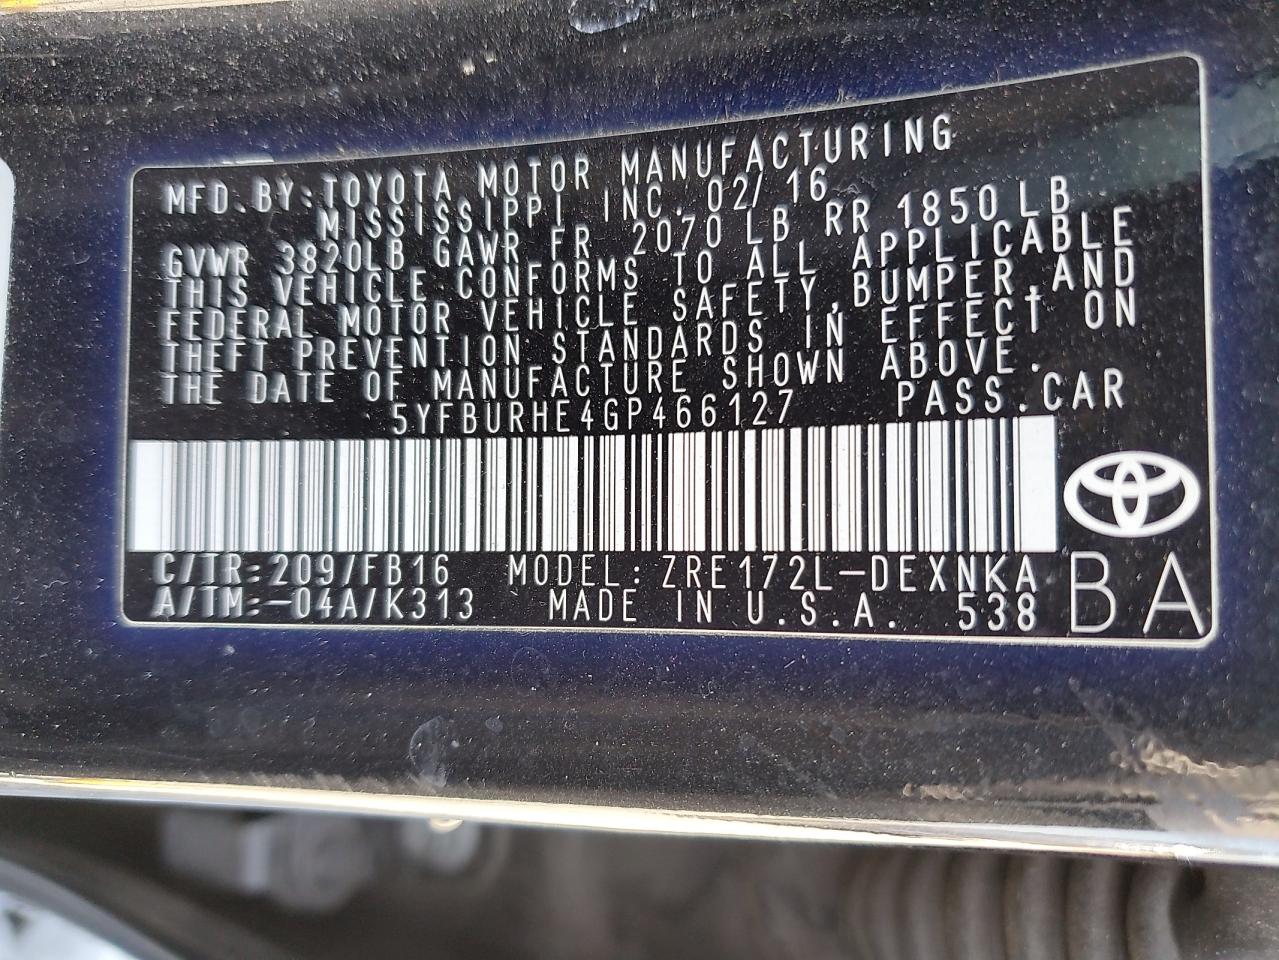 MFD. BY: TOYOTA MOTOR MANUFACTURING
MISSISSIPPI, INC. 02/ 16
GVWR 3820LB GAWR FR 2070 LB RR 1850 LB
THIS VEHICLE CONFORMS TO ALL APPLICABLE
FEDERAL MOTOR VEHICLE SAFETY, BUMPER, AND
THEFT PREVENTION STANDARDS IN EFFECT ON
THE DATE OF MANUFACTURE SHOWN ABOVE.
5YFBURHE4GP466127 PASS. CAR
C/TR: 209/FB16 MODEL: ZRE172L-DEXNKA
A/TM: -04A/K313 MADE IN U.S.A. 538 BA